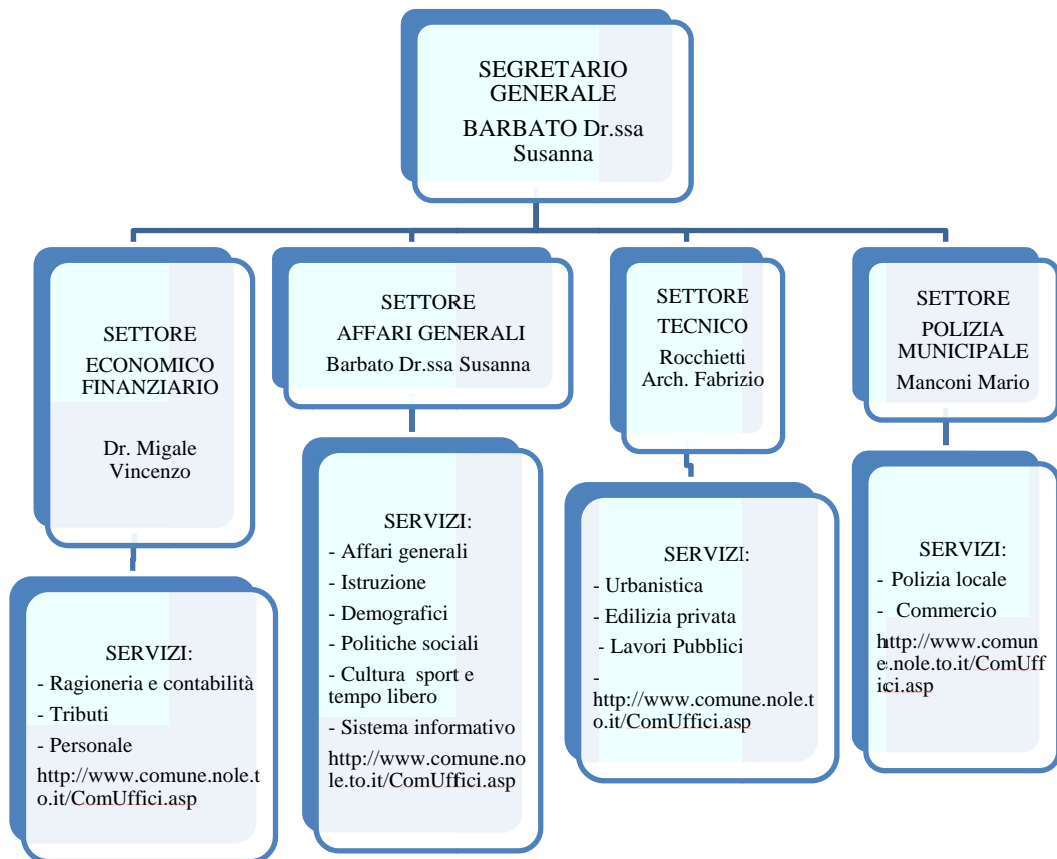 SEGRETARIO
GENERALE
BARBATO Dr.ssa
Susanna
SETTORE
ECONOMICO
FINANZIARIO
Dr. Migale
Vincenzo
SETTORE
AFFARI GENERALI
Barbato Dr.ssa Susanna
SETTORE
TECNICO
Rocchietti
Arch. Fabrizio
SETTORE
POLIZIA
MUNICIPALE
Manconi Mario
SERVIZI:
- Ragioneria e contabilità
- Tributi
- Personale
http://www.comune.nole.t
o.it/ComUffici.asp
SERVIZI:
- Affari generali
- Istruzione
- Demografici
- Politiche sociali
- Cultura sport e
tempo libero
- Sistema informativo
http://www.comune.no
le.to.it/ComUffici.asp
SERVIZI:
- Urbanistica
- Edilizia privata
- Lavori Pubblici
-
http://www.comune.nole.t
o.it/ComUffici.asp
SERVIZI:
- Polizia locale
- Commercio
http://www.comun
e.nole.to.it/ComUff
ici.asp